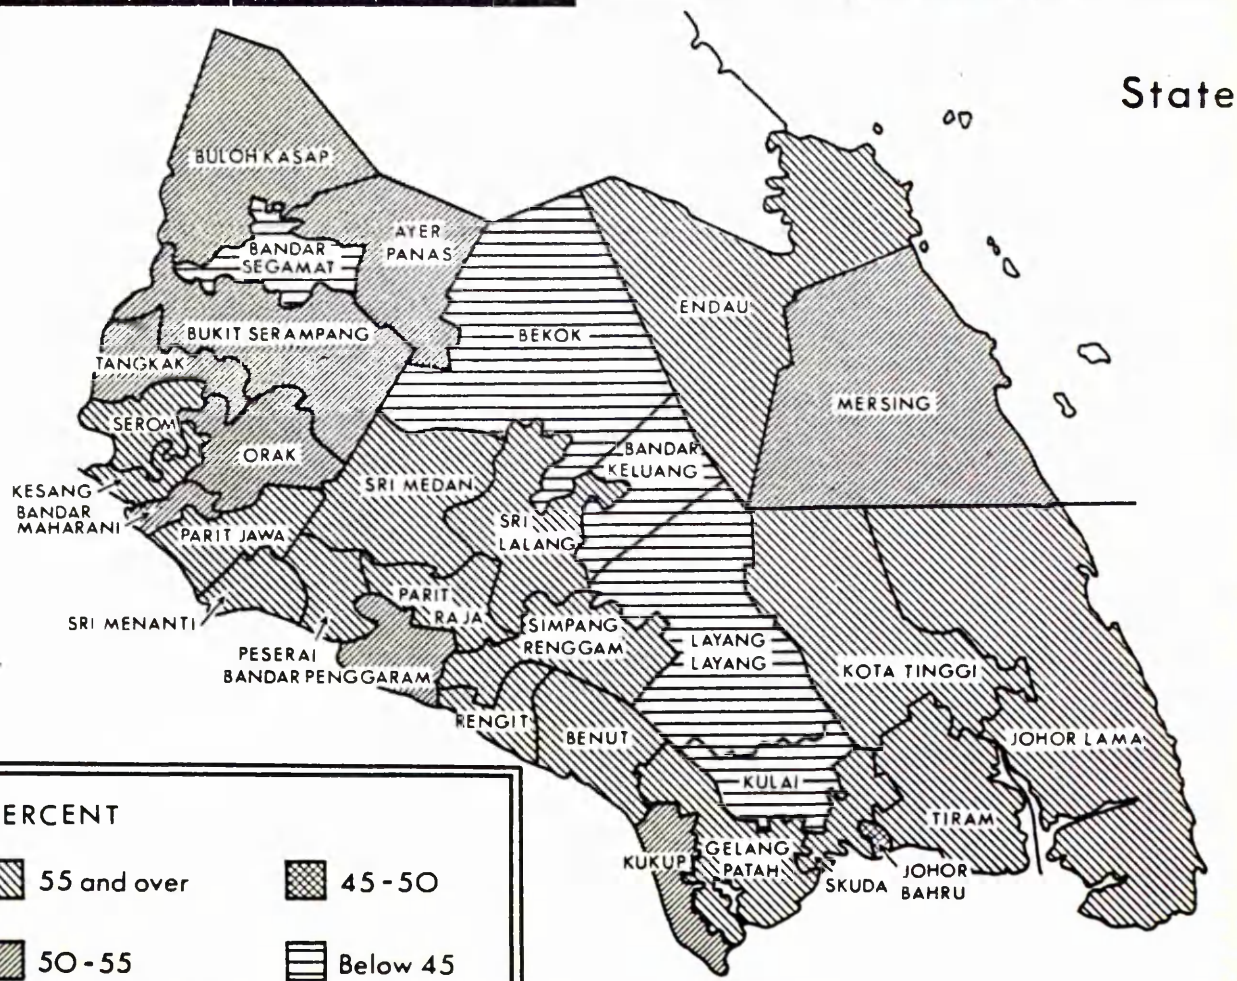 State
BULOH KASAP
AYER
PANAS
BANDAR
SEGAMAT
ENDAU
BUKIT SERAMPANG
BEKOK
TANGKAK
MERSING
SEROM
ORAK
BANDAR
KELUANG
SRI MEDAN
KESANG
BANDAR
MAHARANI
PARIT JAWA
SRI
LALANG
PARIT
RAJA
SRI MENANTI
SIMPANG
RENGGAM
LAYANG
LAYANG
PESERAI
BANDAR PENGGARAM
KOTA TINGGI
RENGIT
BENUT
JOHOR LAMA
KULAI
TIRAM
KUKUP
GELANG
PATAH
SKUDA
JOHOR
BAHRU
ERCENT
55 and over
45-50
50-55
Below 45